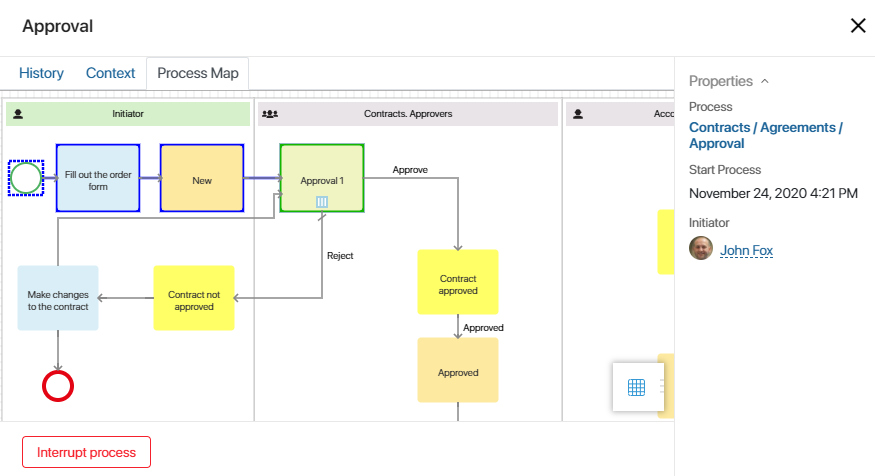 Approval
History
Context
Process Map
Initiator
Contracts. Approvers
Fill out the order
form
New
Approval 1
Approve
Reject
Make changes
to the contract
Contract not
approved
Contract
approved
Approved
Approved
Interrupt process
Properties
Process
Contracts / Agreements /
Approval
Start Process
November 24, 2020 4:21 PM
Initiator
John Fox